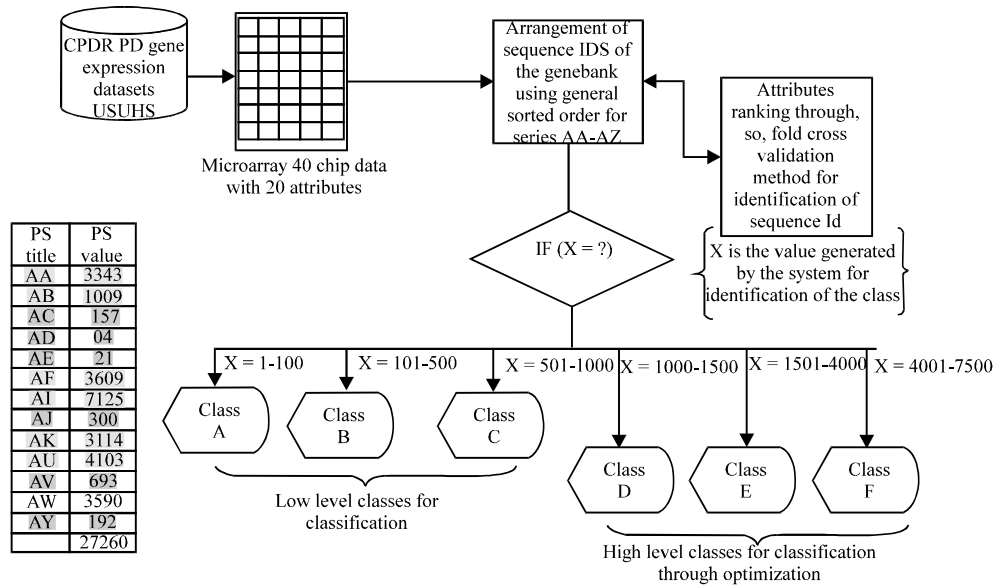 CPDR PD gene
expression
datasets
USUHS
Microarray 40 chip data
with 20 attributes
Arrangement of
sequence IDS of
the genebank
using general
sorted order for
series AA-AZ
Attributes
ranking through,
so, fold cross
validation
method for
identification of
sequence Id
IF (X = ?)
X is the value generated
by the system for
identification of the class
PS title PS value
AA 3343
AB 1009
AC 157
AD 04
AE 21
AF 3609
AI 7125
AJ 300
AK 3114
AU 4103
AV 693
AW 3590
AY 192
27260
X = 1-100
X = 101-500
X = 501-1000
X = 1000-1500
X = 1501-4000
X = 4001-7500
Class
A
Class
B
Class
C
Class
D
Class
E
Class
F
Low level classes for
classification
High level classes for classification
through optimization